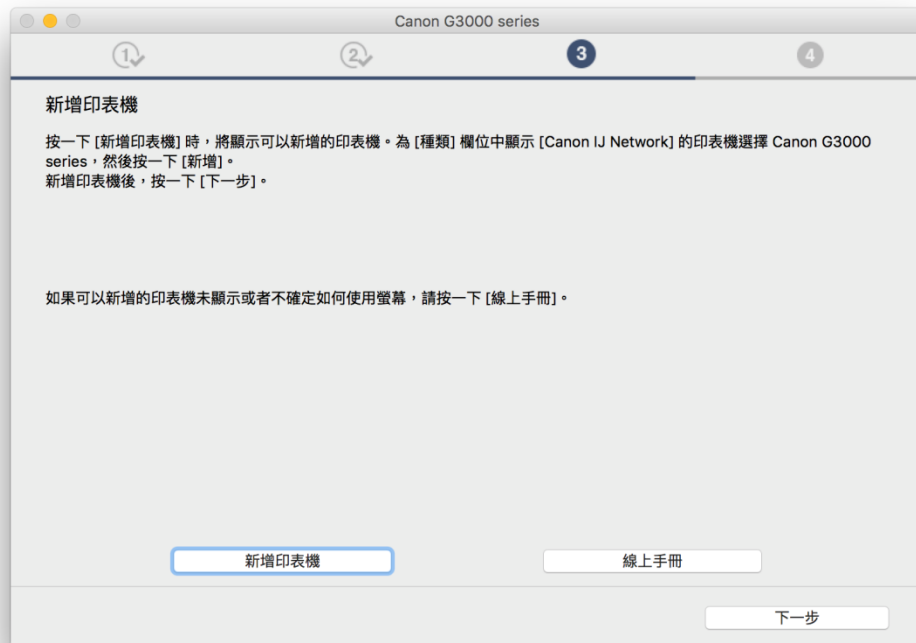 Canon G3000 series
1
2
3
4
新增印表機
按一下 [新增印表機] 時，將顯示可以新增的印表機。為 [種類] 欄位中顯示 [Canon IJ Network] 的印表機選擇 Canon G3000
series，然後按一下 [新增]。
新增印表機後，按一下 [下一步]。
如果可以新增的印表機未顯示或者不確定如何使用螢幕，請按一下 [線上手冊]。
新增印表機
線上手冊
下一步